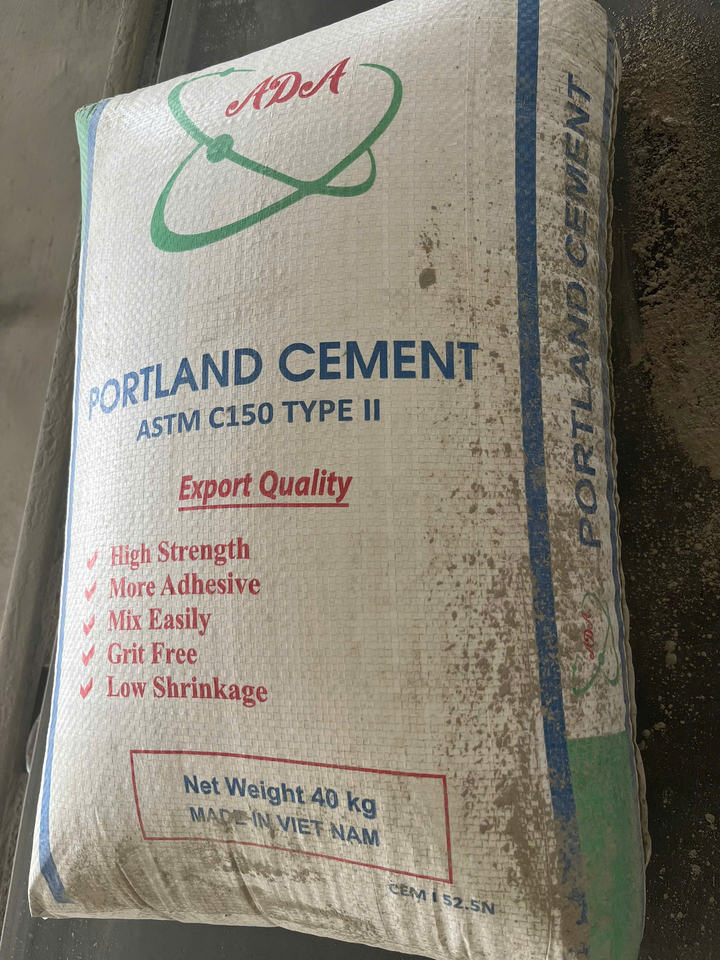 ADA
PORTLAND CEMENT
ASTM C150 TYPE II
Export Quality
High Strength
More Adhesive
Mix Easily
Grit Free
Low Shrinkage
Net Weight 40 kg
MADE IN VIET NAM
CEM I 52.5N
PORTLAND CEMENT
ADA